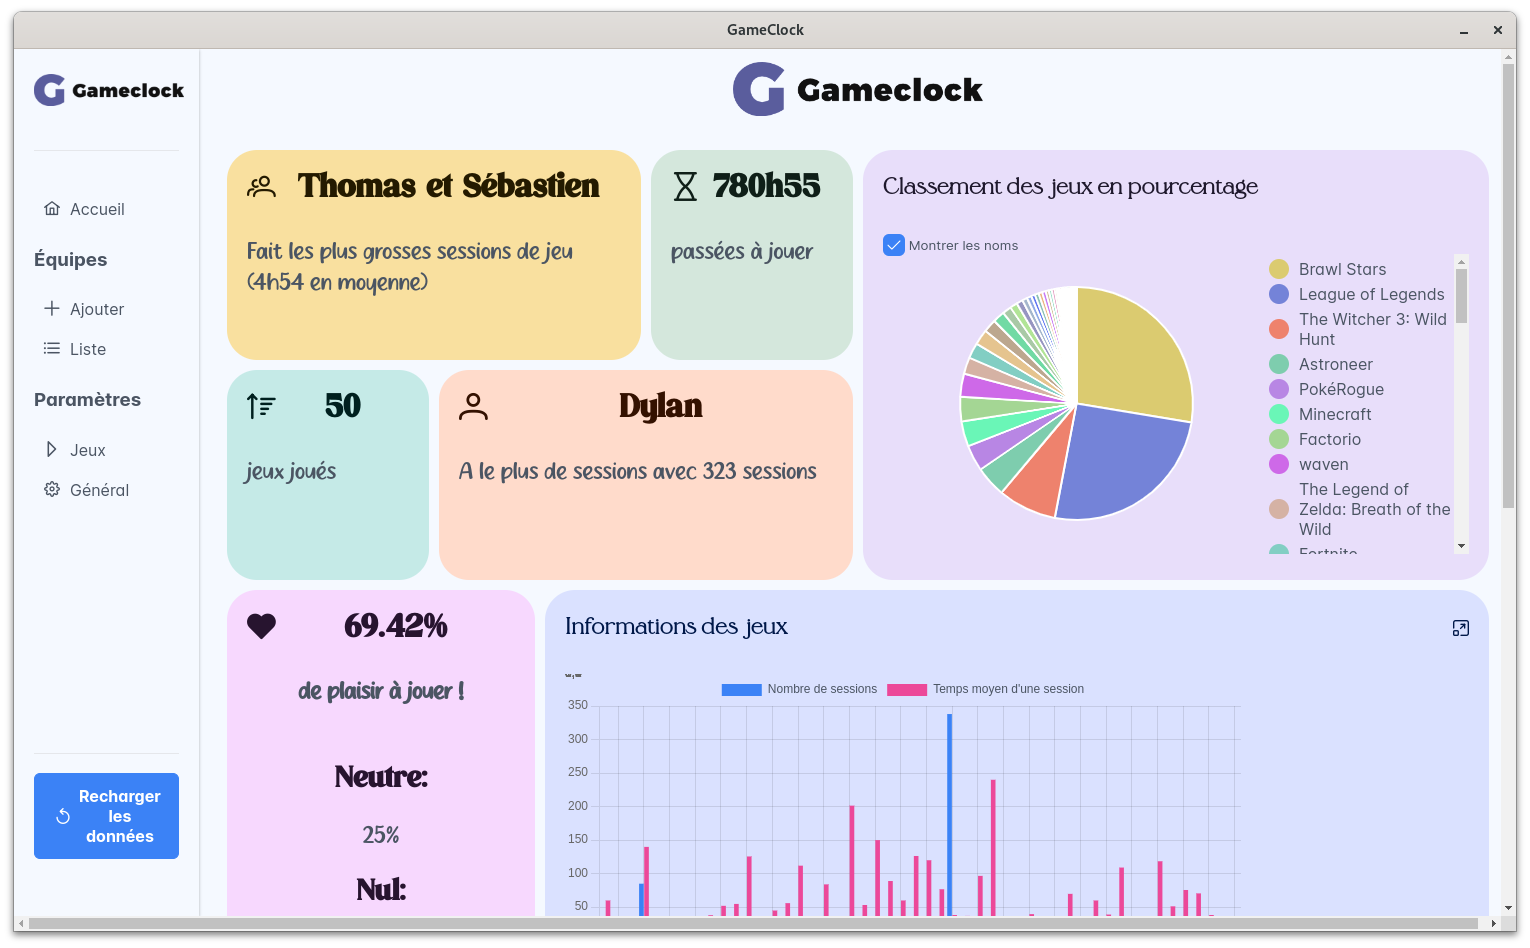 GameClock
Gameclock
Accueil
Équipes
Ajouter
Liste
Paramètres
Jeux
Général
Recharger
les
données
Gameclock
Thomas et Sébastien
Fait les plus grosses sessions de jeu
(4h54 en moyenne)
780h55
passées à jouer
50
jeux joués
Dylan
A le plus de sessions avec 323 sessions
Classement des jeux en pourcentage
Montrer les noms
Brawl Stars
League of Legends
The Witcher 3: Wild
Hunt
Astroneer
PokéRogue
Minecraft
Factorio
waven
The Legend of
Zelda: Breath of the
Wild
Fortnite
69.42%
de plaisir à jouer !
Neutre:
25%
Nul:
Informations des jeux
Nombre de sessions
Temps moyen d'une session
350
300
250
200
150
100
50